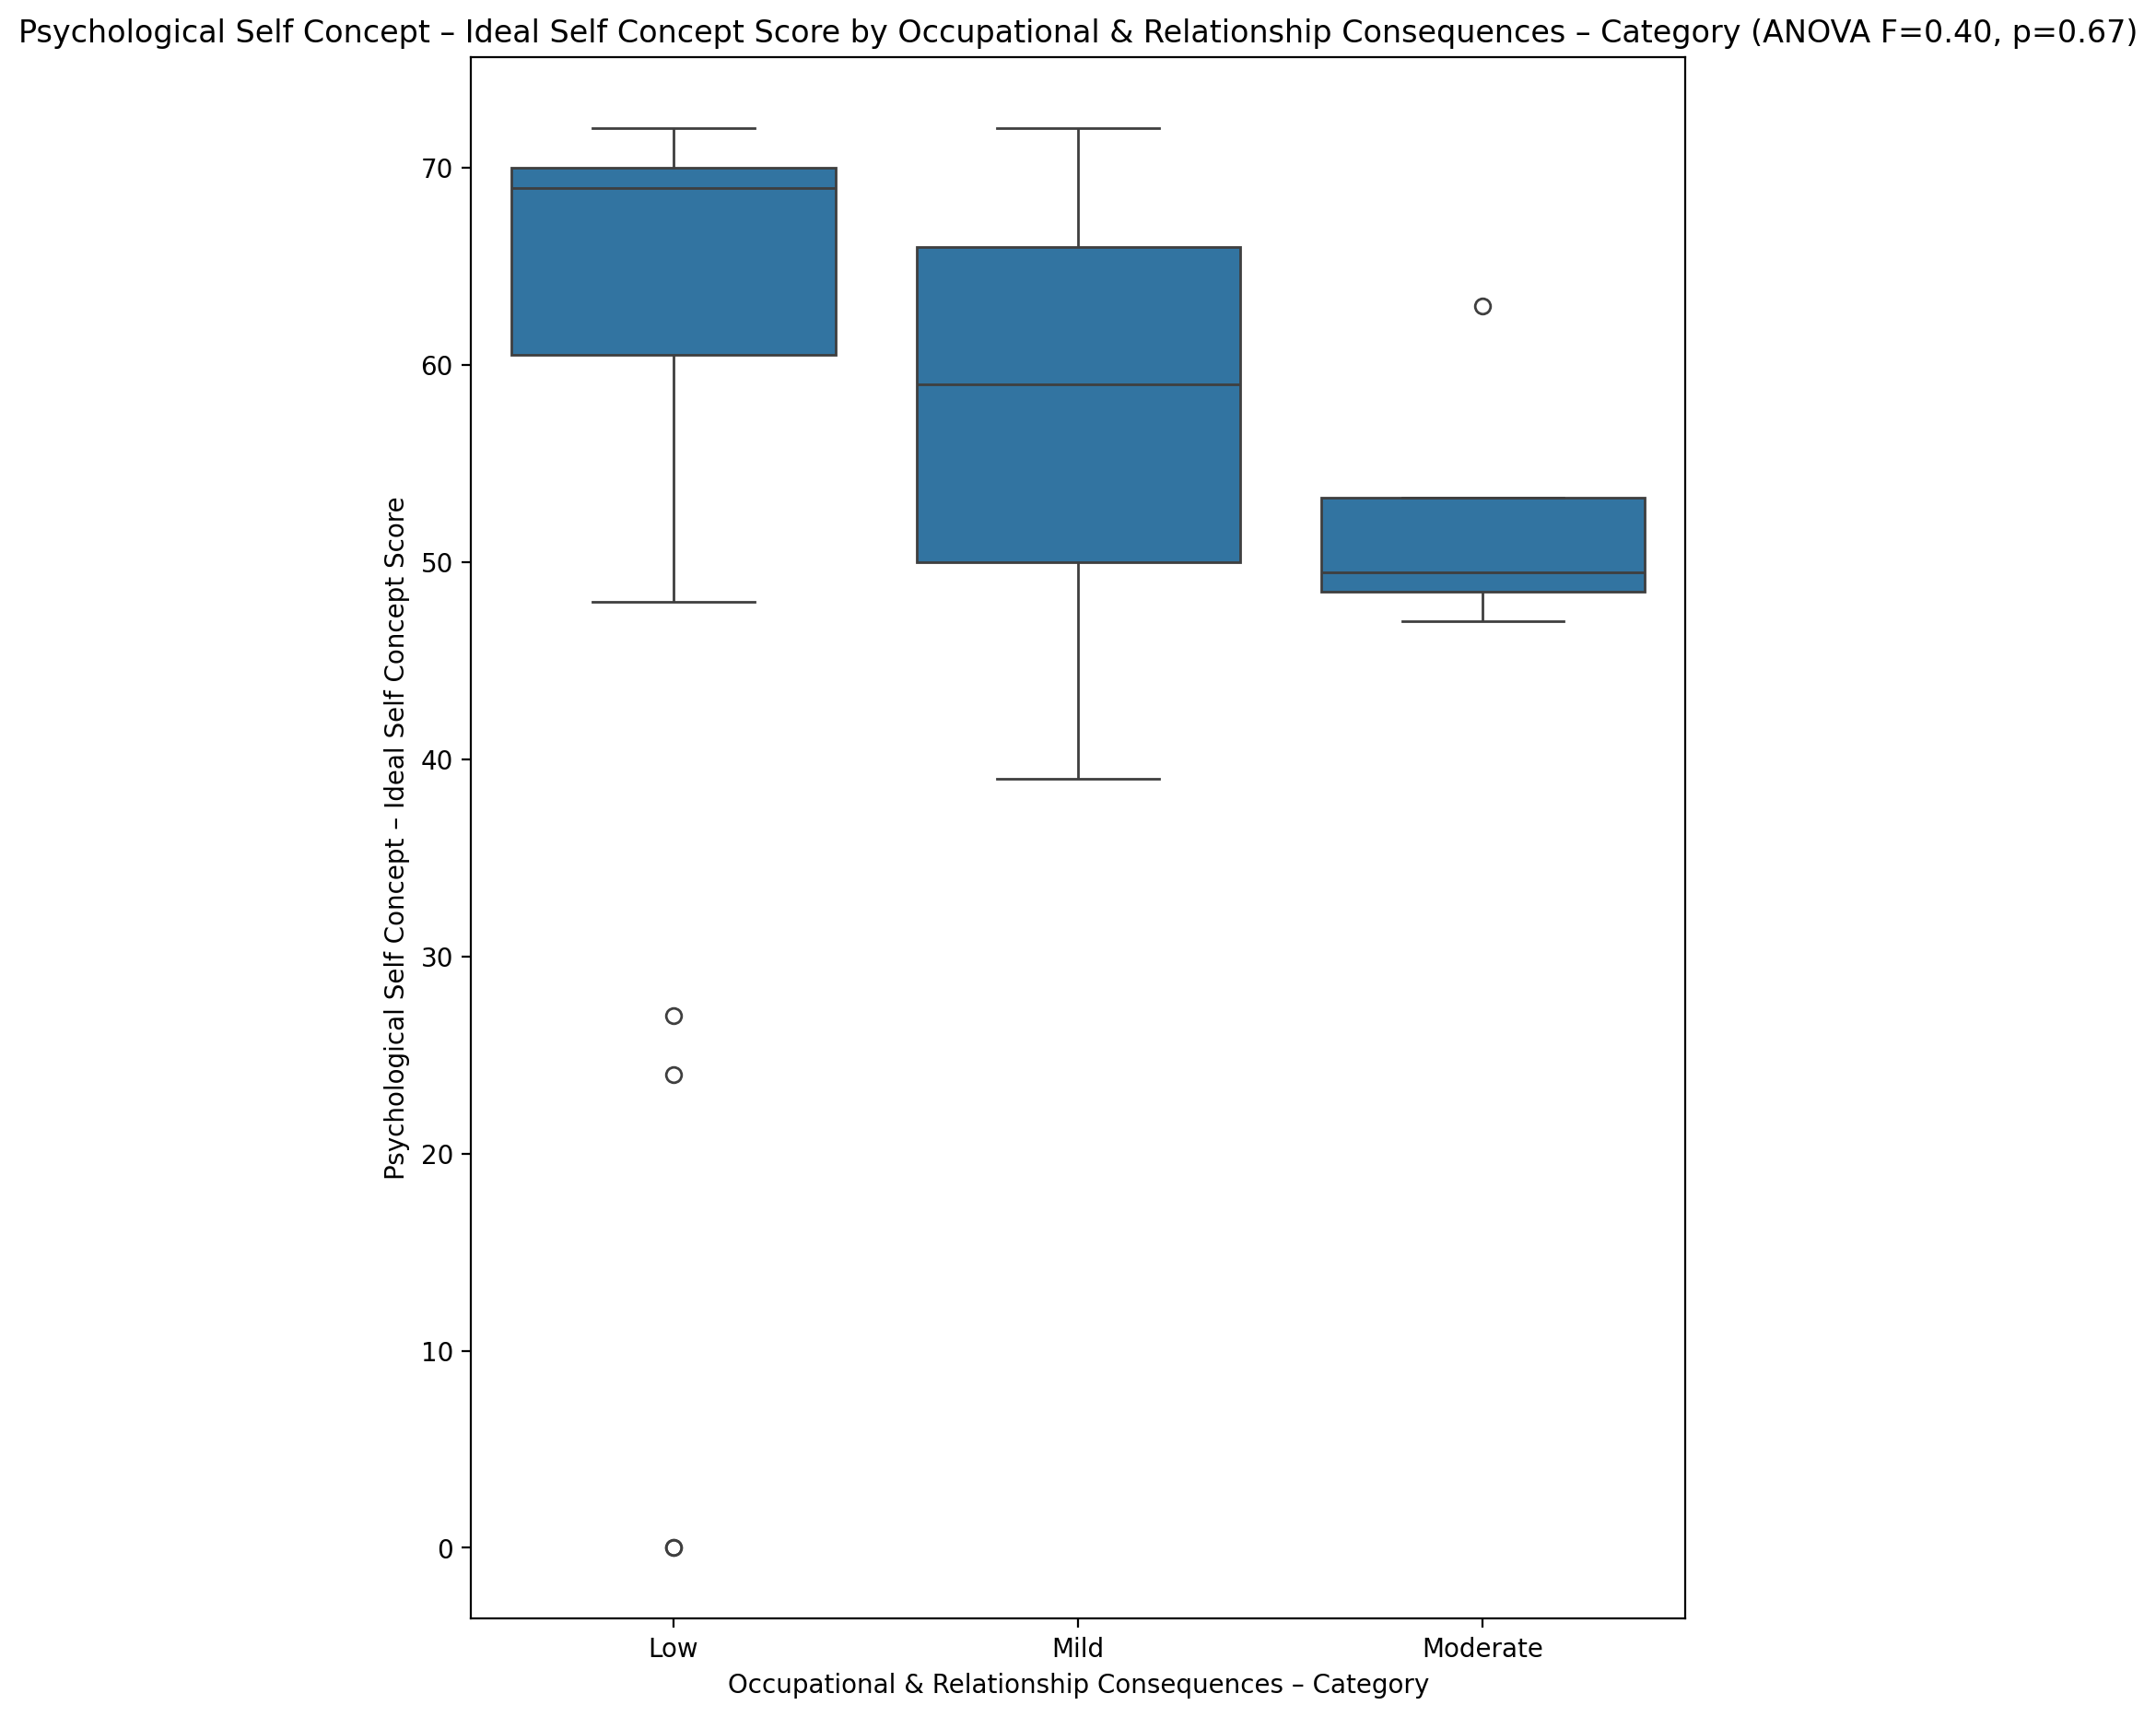 Psychological Self Concept – Ideal Self Concept Score by Occupational & Relationship Consequences – Category (ANOVA F=0.40, p=0.67)
Psychological Self Concept – Ideal Self Concept Score
70
60
50
40
30
20
10
0
Low
Mild
Moderate
Occupational & Relationship Consequences – Category